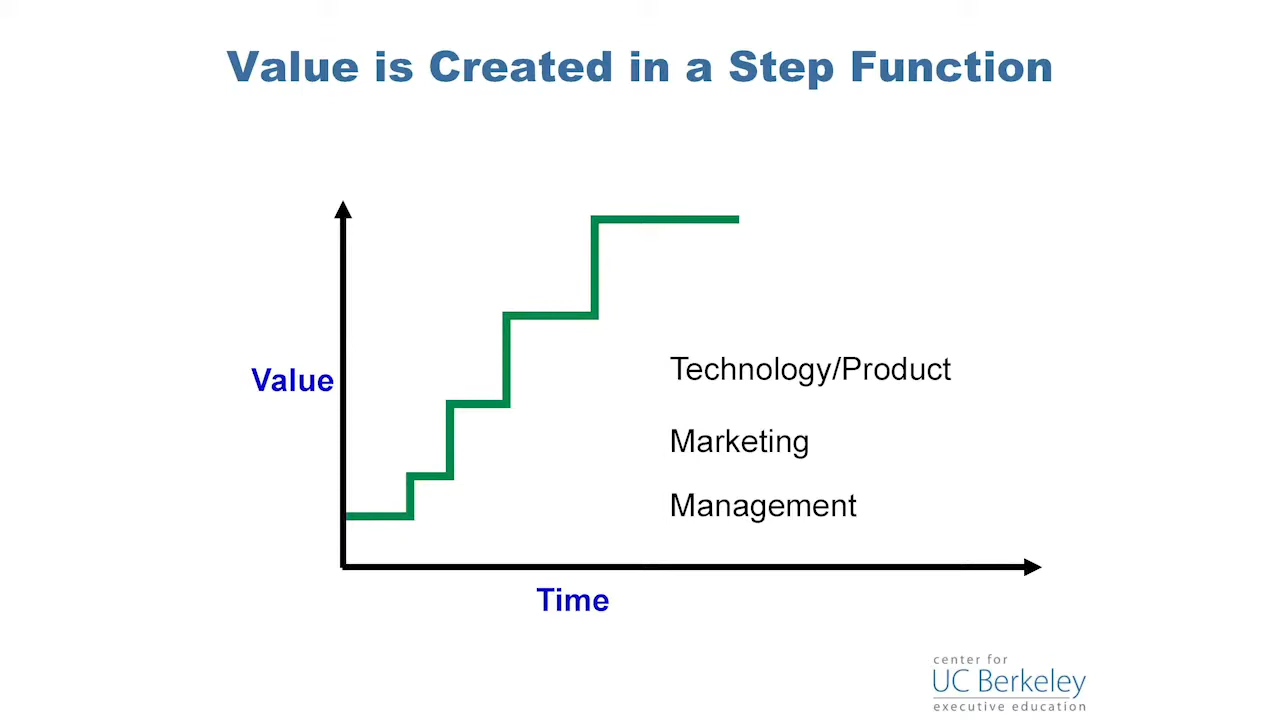 Value is Created in a Step Function
Value
Technology/Product
Marketing
Management
Time
center for
UC Berkeley
executive education